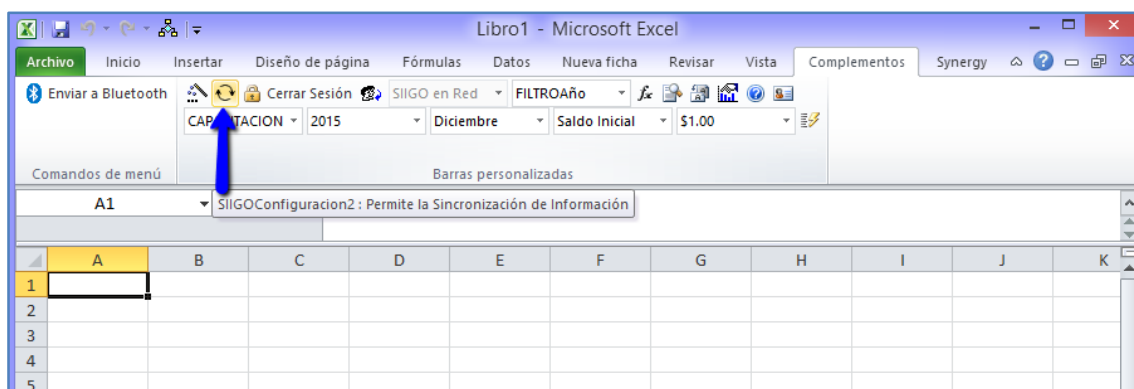 Libro1 - Microsoft Excel
Archivo Inicio Insertar Diseño de página Fórmulas Datos Nueva ficha Revisar Vista Complementos Synergy
Enviar a Bluetooth Cerrar Sesión SIIGO en Red FILTROAño fx
2015 Diciembre Saldo Inicial $1.00
Comandos de menú Barras personalizadas
A1 SIIGOConfiguracion2 : Permite la Sincronización de Información
A B C D E F G H I J K
1
2
3
4
5